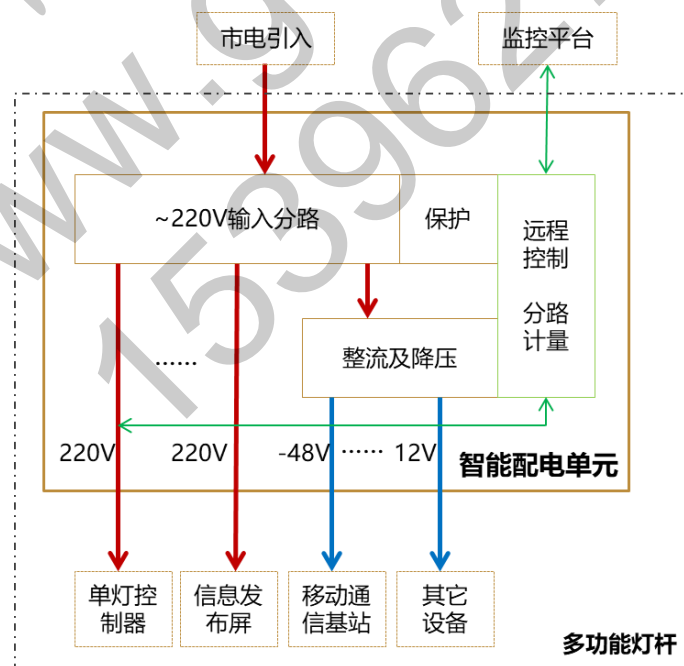 市电引入
监控平台
~220V输入分路
保护
远程
控制
分路
计量
整流及降压
……
220V
220V
-48V
……
12V
智能配电单元
单灯控
制器
信息发
布屏
移动通
信基站
其它
设备
多功能灯杆
www.9
153962